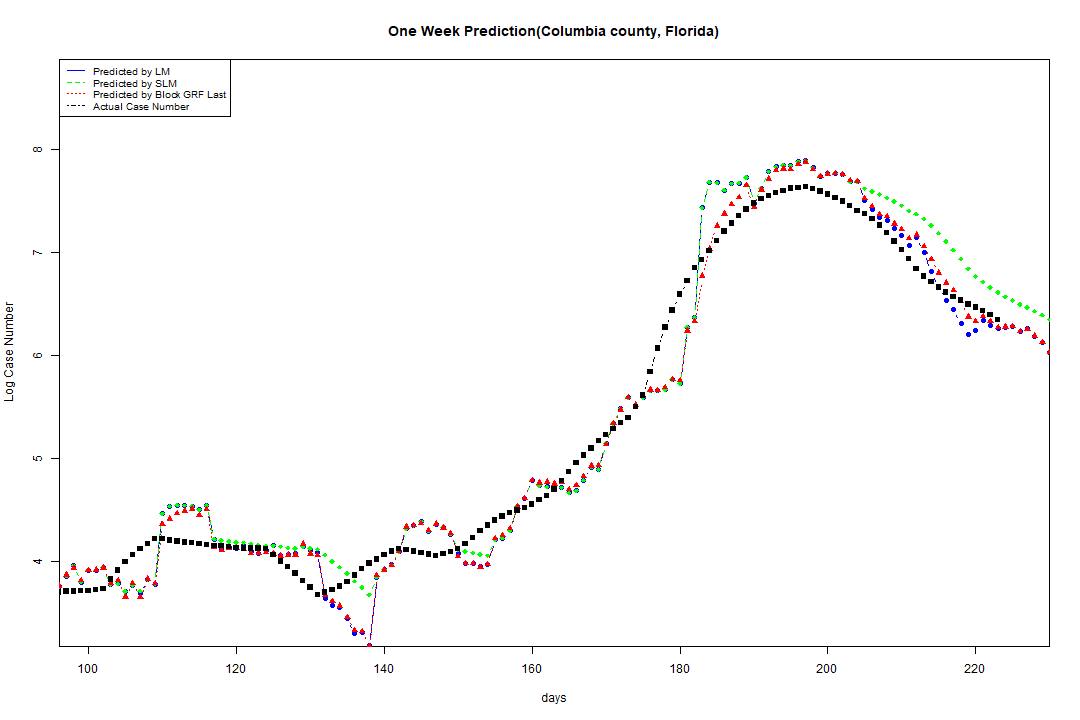 One Week Prediction(Columbia county, Florida)
Predicted by LM
Predicted by SLM
Predicted by Block GRF Last
Actual Case Number
8
7
6
5
4
Log Case Number
100 120 140 160 180 200 220
days